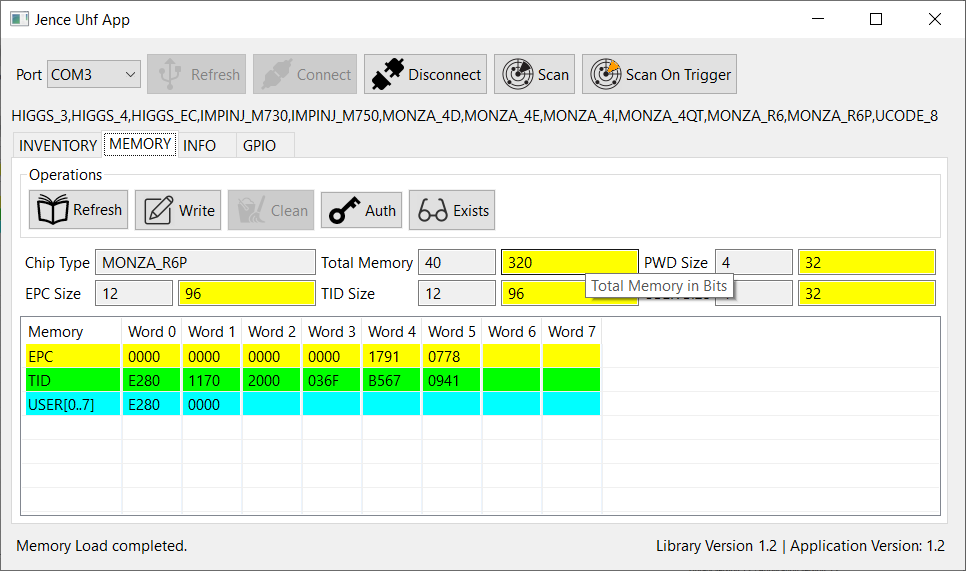 Jence Uhf App
Port COM3 Refresh Connect Disconnect Scan Scan On Trigger
HIGGS_3,HIGGS_4,HIGGS_EC,IMPINJ_M730,IMPINJ_M750,MONZA_4D,MONZA_4E,MONZA_4I,MONZA_4QT,MONZA_R6,MONZA_R6P,UCODE_8
INVENTORY MEMORY INFO GPIO
Operations
Refresh Write Clean Auth Exists
Chip Type MONZA_R6P Total Memory 40 320 PWD Size 4 32
EPC Size 12 96 TID Size 12 96 32
Total Memory in Bits
Memory Word 0 Word 1 Word 2 Word 3 Word 4 Word 5 Word 6 Word 7
EPC 0000 0000 0000 0000 1791 0778
TID E280 1170 2000 036F B567 0941
USER[0..7] E280 0000
Memory Load completed. Library Version 1.2 | Application Version: 1.2